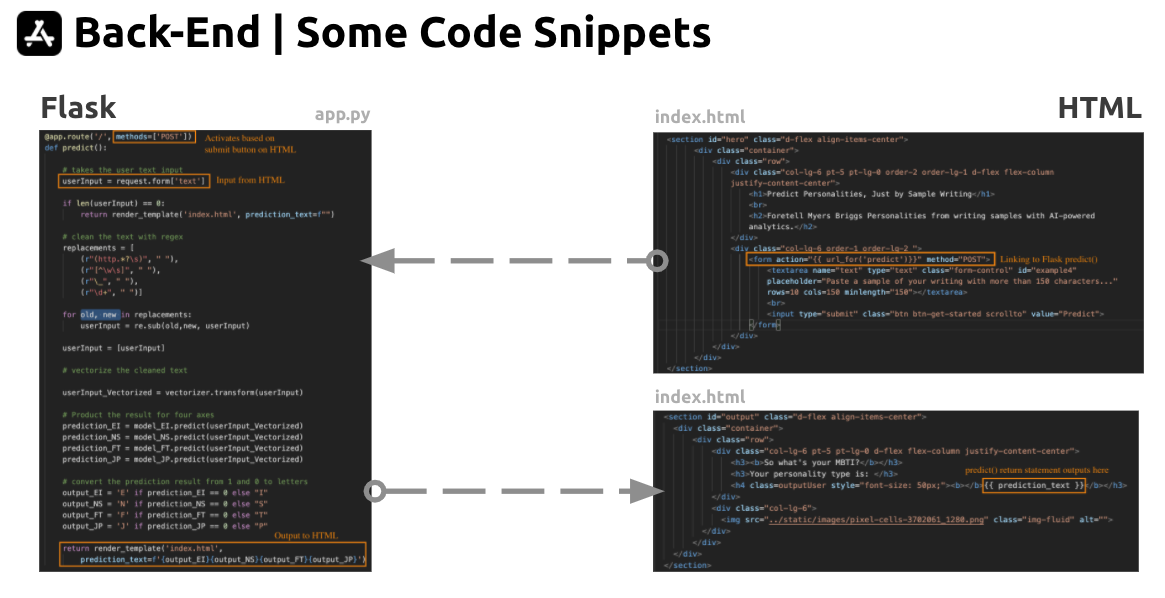 Back-End | Some Code Snippets
Flask
app.py
@app.route('/', methods=['POST'])
Activates based on
submit button on HTML
def predict():
# takes the user text input
userInput = request.form['text']
Input from HTML
if len(userInput) == 0:
return render_template('index.html', prediction_text=f"")
# clean the text with regex
replacements = [
(r"(http.*?\s)", " "),
(r"[^\w\s]", " "),
(r"\_", " "),
(r"\d+", " ")]
for old, new in replacements:
userInput = re.sub(old,new, userInput)
userInput = [userInput]
# vectorize the cleaned text
userInput_Vectorized = vectorizer.transform(userInput)
# Product the result for four axes
prediction_EI = model_EI.predict(userInput_Vectorized)
prediction_NS = model_NS.predict(userInput_Vectorized)
prediction_FT = model_FT.predict(userInput_Vectorized)
prediction_JP = model_JP.predict(userInput_Vectorized)
# convert the prediction result from 1 and 0 to letters
output_EI = 'E' if prediction_EI == 0 else "I"
output_NS = 'N' if prediction_NS == 0 else "S"
output_FT = 'F' if prediction_FT == 0 else "T"
output_JP = 'J' if prediction_JP == 0 else "P"
Output to HTML
return render_template('index.html',
prediction_text=f'{output_EI}{output_NS}{output_FT}{output_JP}')
index.html
HTML
<section id="hero" class="d-flex align-items-center">
<div class="container">
<div class="row">
<div class="col-lg-6 pt-5 pt-lg-0 order-2 order-lg-1 d-flex flex-column
justify-content-center">
<h1>Predict Personalities, Just by Sample Writing</h1>
<br>
<h2>Foretell Myers Briggs Personalities from writing samples with AI-powered
analytics.</h2>
</div>
<div class="col-lg-6 order-1 order-lg-2 ">
<form action="{{ url_for('predict')}}" method="POST">
Linking to Flask predict()
<textarea name="text" type="text" class="form-control" id="example4"
placeholder="Paste a sample of your writing with more than 150 characters..."
rows=10 cols=150 minlength="150"></textarea>
<br>
<input type="submit" class="btn btn-get-started scrollto" value="Predict">
</form>
</div>
</div>
</div>
</section>
index.html
<section id="output" class="d-flex align-items-center">
<div class="container">
<div class="row">
<div class="col-lg-6 pt-5 pt-lg-0 d-flex flex-column justify-content-center">
<h3><b>So what's your MBTI?</b></h3>
<h3>Your personality type is: </h3>
predict() return statement outputs here
<h4 class=outputUser style="font-size: 50px;"><b></b>{{ prediction_text }}</b></h3>
</div>
<div class="col-lg-6">
<img src="../static/images/pixel-cells-3702061_1280.png" class="img-fluid" alt="">
</div>
</div>
</div>
</section>